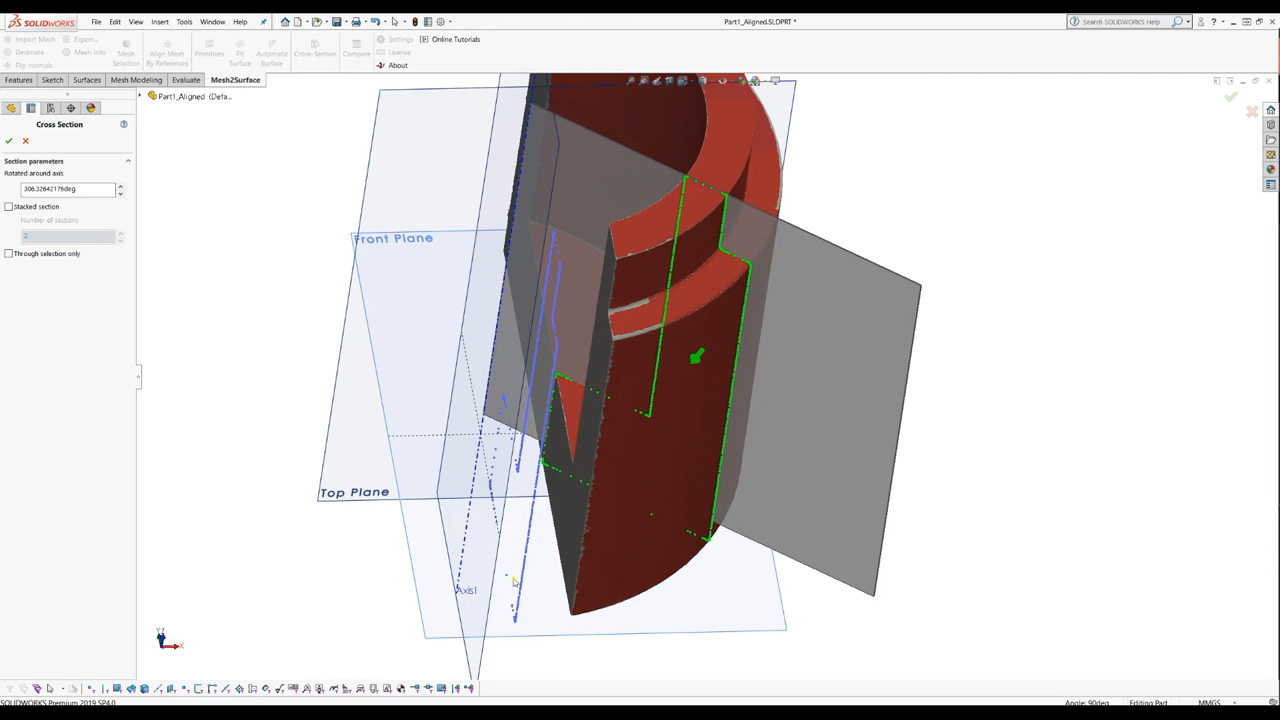 SOLIDWORKS File Edit View Insert Tools Window Help Part1_Aligned.SLDPRT * Search SOLIDWORKS Help
Import Mesh Export... Settings Online Tutorials
Decimate Mesh Info License
Flip normals About
Mesh Selection
Align Mesh By References
Primitives
Fit Surface
Automatic Surface
Cross-Section
Compare
Features Sketch Surfaces Mesh Modeling Evaluate Mesh2Surface
Part1_Aligned (Defa...
Cross Section
Section parameters
Rotated around axis
306.32642176deg
Stacked section
Number of sections
2
Through selection only
Front Plane
Top Plane
Axis1
SOLIDWORKS Premium 2019 SP4.0 Angle: 90deg Editing Part MMGS